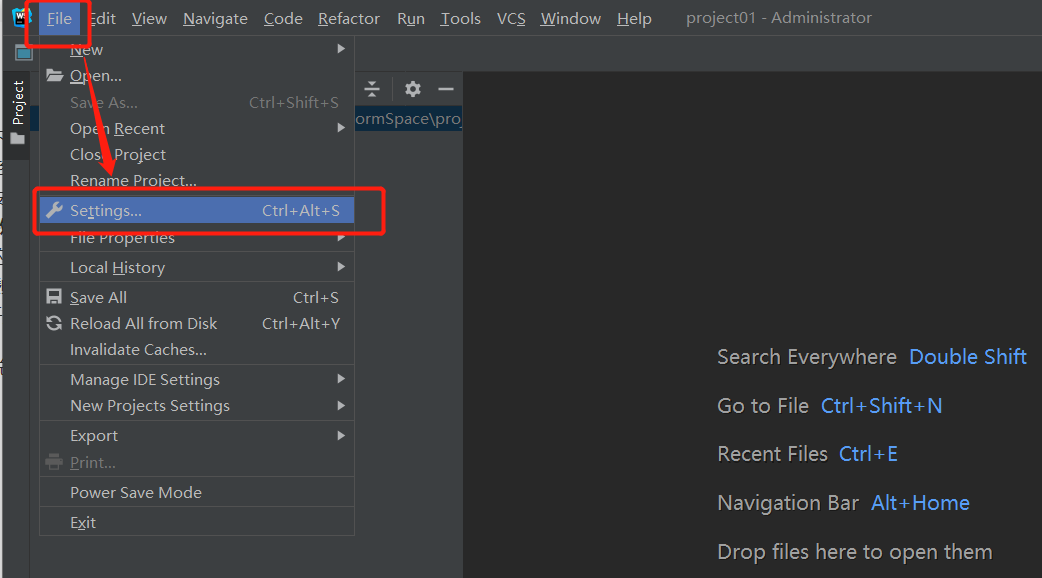 WS File Edit View Navigate Code Refactor Run Tools VCS Window Help project01 - Administrator
Project
New
Open...
Save As... Ctrl+Shift+S
ormSpace\pro
Open Recent
Close Project
Rename Project...
Settings... Ctrl+Alt+S
File Properties
Local History
Save All Ctrl+S
Reload All from Disk Ctrl+Alt+Y
Invalidate Caches...
Manage IDE Settings
New Projects Settings
Export
Print...
Power Save Mode
Exit
Search Everywhere Double Shift
Go to File Ctrl+Shift+N
Recent Files Ctrl+E
Navigation Bar Alt+Home
Drop files here to open them